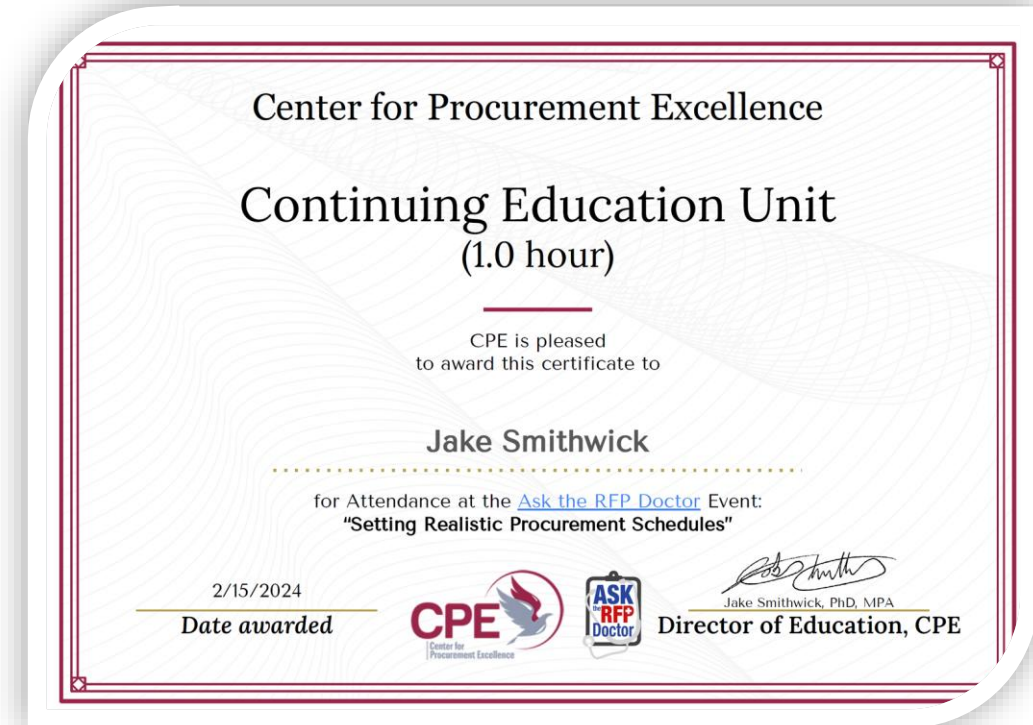 Center for Procurement Excellence
Continuing Education Unit
(1.0 hour)
CPE is pleased
to award this certificate to
Jake Smithwick
for Attendance at the Ask the RFP Doctor Event:
“Setting Realistic Procurement Schedules”
2/15/2024
Date awarded
CPE
Center for
Procurement Excellence
ASK
the RFP
Doctor
Jake Smithwick, PhD, MPA
Director of Education, CPE